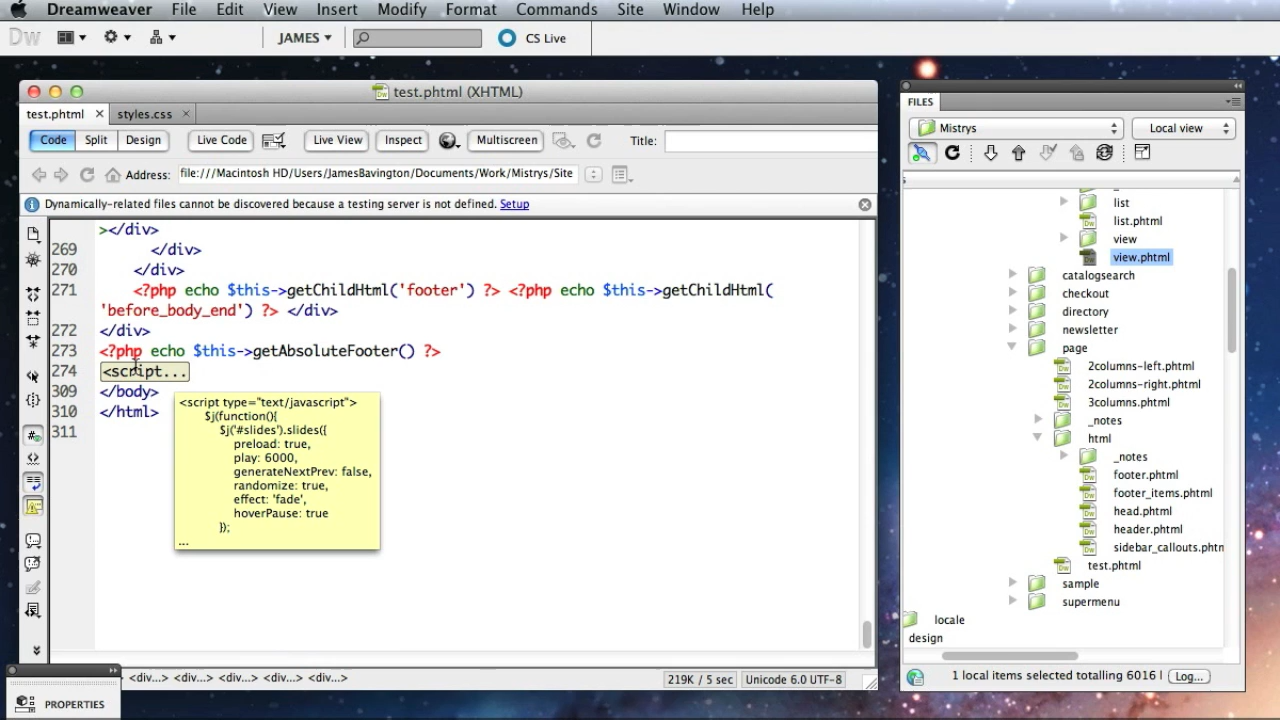 Dreamweaver File Edit View Insert Modify Format Commands Site Window Help
Dw JAMES CS Live
test.phtml (XHTML)
test.phtml styles.css
Code Split Design Live Code Live View Inspect Multiscreen Title:
Address: file:///Macintosh HD/Users/JamesBavington/Documents/Work/Mistrys/Site
Dynamically-related files cannot be discovered because a testing server is not defined. Setup
></div>
269 </div>
270 </div>
271 <?php echo $this->getChildHtml('footer') ?> <?php echo $this->getChildHtml(
'before_body_end') ?> </div>
272 </div>
273 <?php echo $this->getAbsoluteFooter() ?>
274 <script...
309 </body>
310 </html>
311
<script type="text/javascript">
$j(function(){
$j('#slides').slides({
preload: true,
play: 6000,
generateNextPrev: false,
randomize: true,
effect: 'fade',
hoverPause: true
});
...
<div...> <div...> <div...> <div...> <div...>
219K / 5 sec Unicode 6.0 UTF-8
PROPERTIES
FILES
Mistrys Local view
list
list.phtml
view
view.phtml
catalogsearch
checkout
directory
newsletter
page
2columns-left.phtml
2columns-right.phtml
3columns.phtml
_notes
html
_notes
footer.phtml
footer_items.phtml
head.phtml
header.phtml
sidebar_callouts.phtn
test.phtml
sample
supermenu
locale
design
1 local items selected totalling 6016 Log...